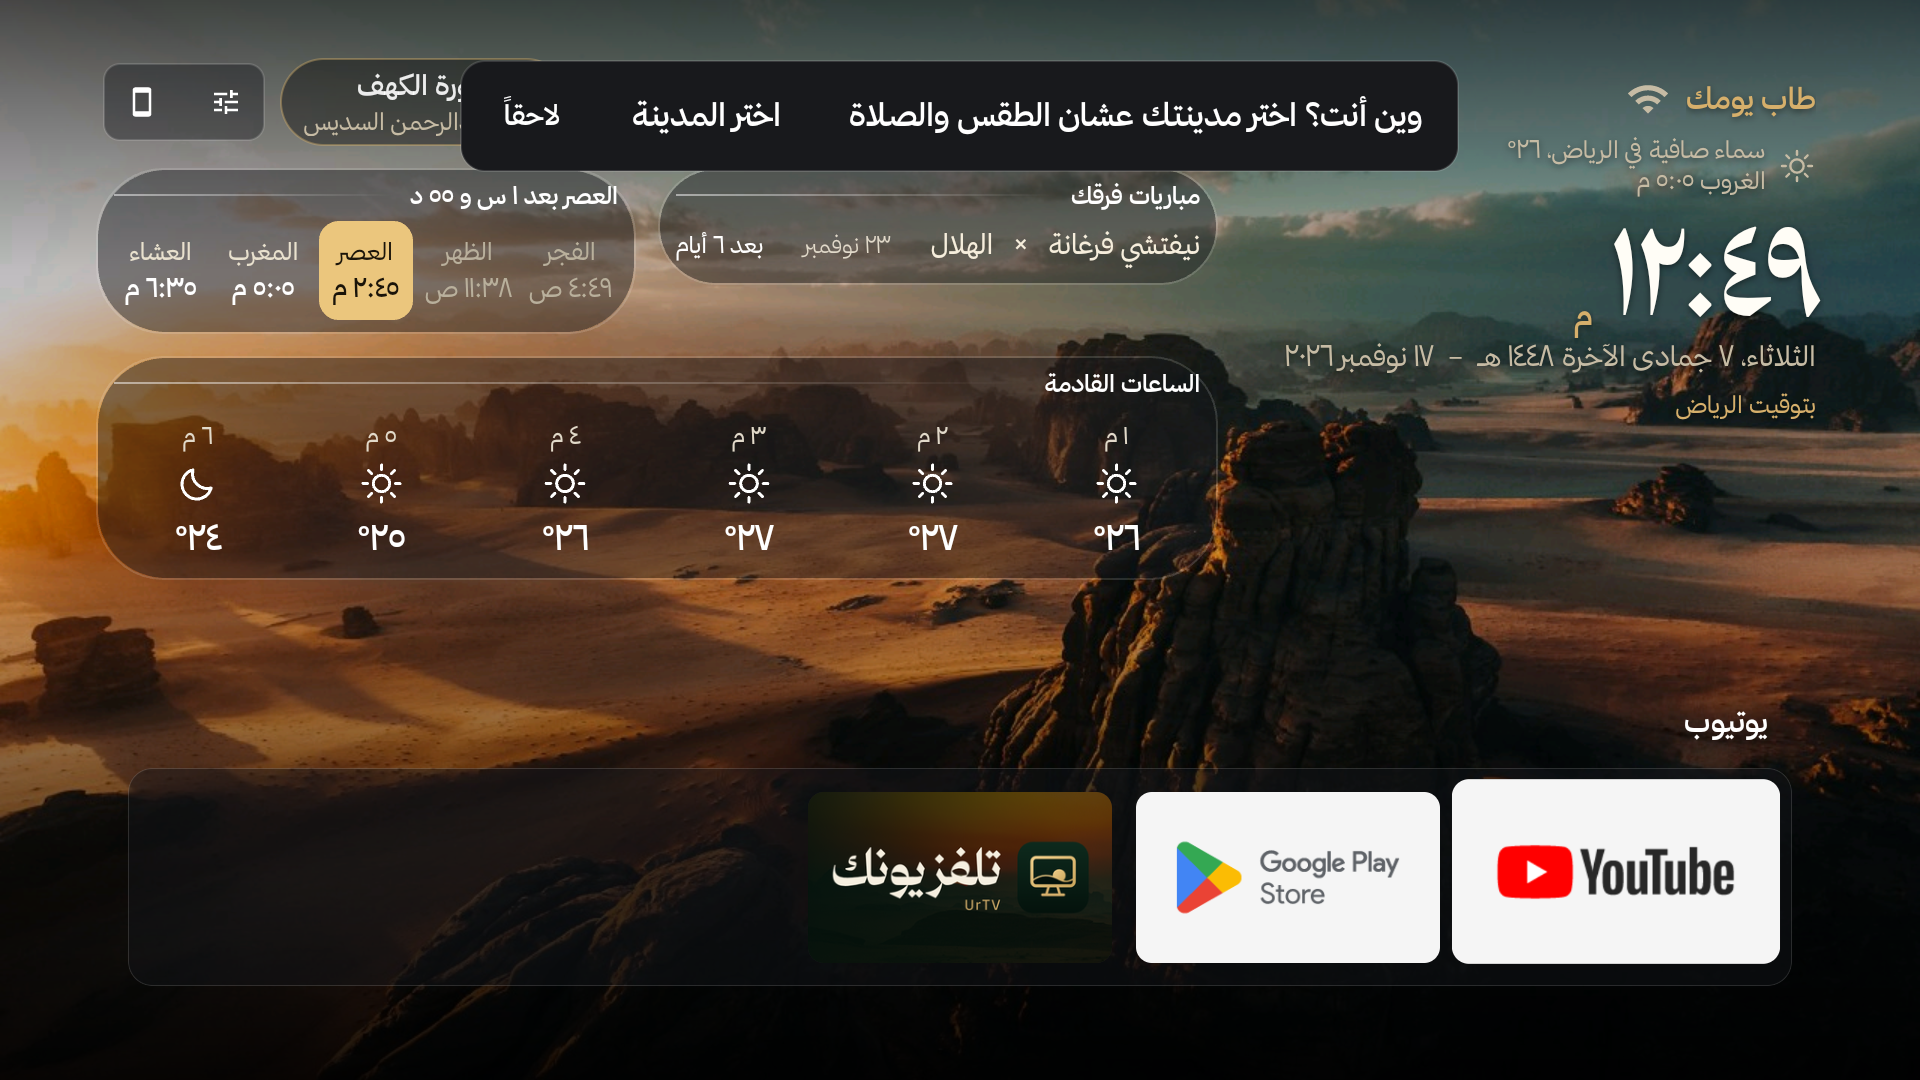 طاب يومك
سماء صافية في الرياض، ٢٦°
الغروب ٥:٠٥ م
١٢:٤٩ م
الثلاثاء، ٧ جمادى الآخرة ١٤٤٨ هـ – ١٧ نوفمبر ٢٠٢٦
بتوقيت الرياض
وين أنت؟ اختر مدينتك عشان الطقس والصلاة
اختر المدينة
لاحقاً
الكهف
السديس
مباريات فرقك
نيفتشي فرغانة × الهلال ٢٣ نوفمبر بعد ٦ أيام
العصر بعد ١ س و ٥٥ د
الفجر الظهر العصر المغرب العشاء
٤:٤٩ ص ١١:٣٨ ص ٢:٤٥ م ٥:٠٥ م ٦:٣٥ م
الساعات القادمة
١ م ٢ م ٣ م ٤ م ٥ م ٦ م
٢٦° ٢٧° ٢٧° ٢٦° ٢٥° ٢٤°
يوتيوب
YouTube
Google Play
Store
تلفزيونك
UrTV